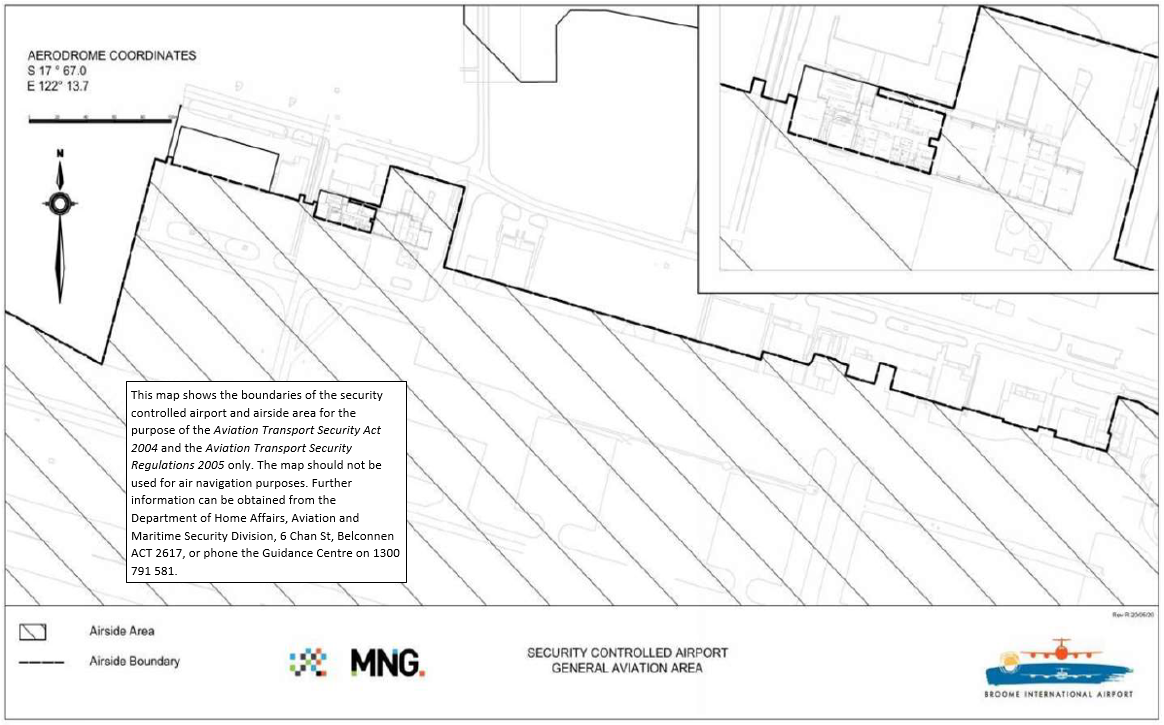 AERODROME COORDINATES
S 17 ° 67.0
E 122° 13.7
N
This map shows the boundaries of the security
controlled airport and airside area for the
purpose of the Aviation Transport Security Act
2004 and the Aviation Transport Security
Regulations 2005 only. The map should not be
used for air navigation purposes. Further
information can be obtained from the
Department of Home Affairs, Aviation and
Maritime Security Division, 6 Chan St, Belconnen
ACT 2617, or phone the Guidance Centre on 1300
791 581.
Airside Area
Airside Boundary
MNG.
SECURITY CONTROLLED AIRPORT
GENERAL AVIATION AREA
BROOME INTERNATIONAL AIRPORT